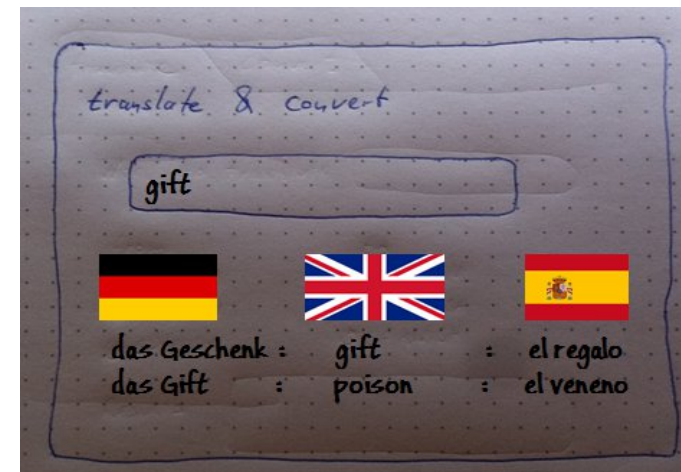 translate & convert
gift
das Geschenk : gift : el regalo
das Gift : poison : el veneno